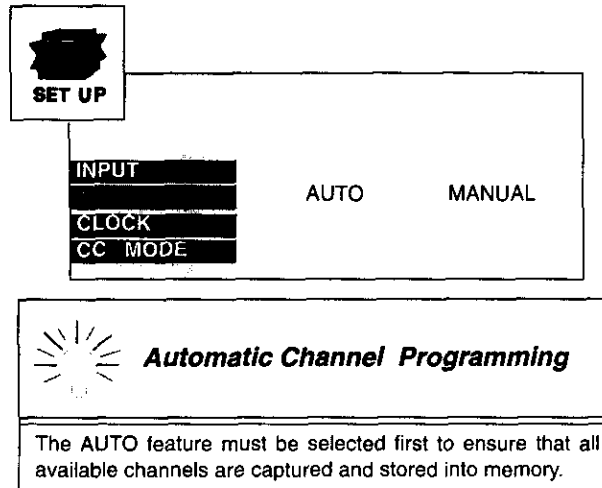 SET UP
INPUT
AUTO MANUAL
CLOCK
CC MODE
Automatic Channel Programming
The AUTO feature must be selected first to ensure that all
available channels are captured and stored into memory.